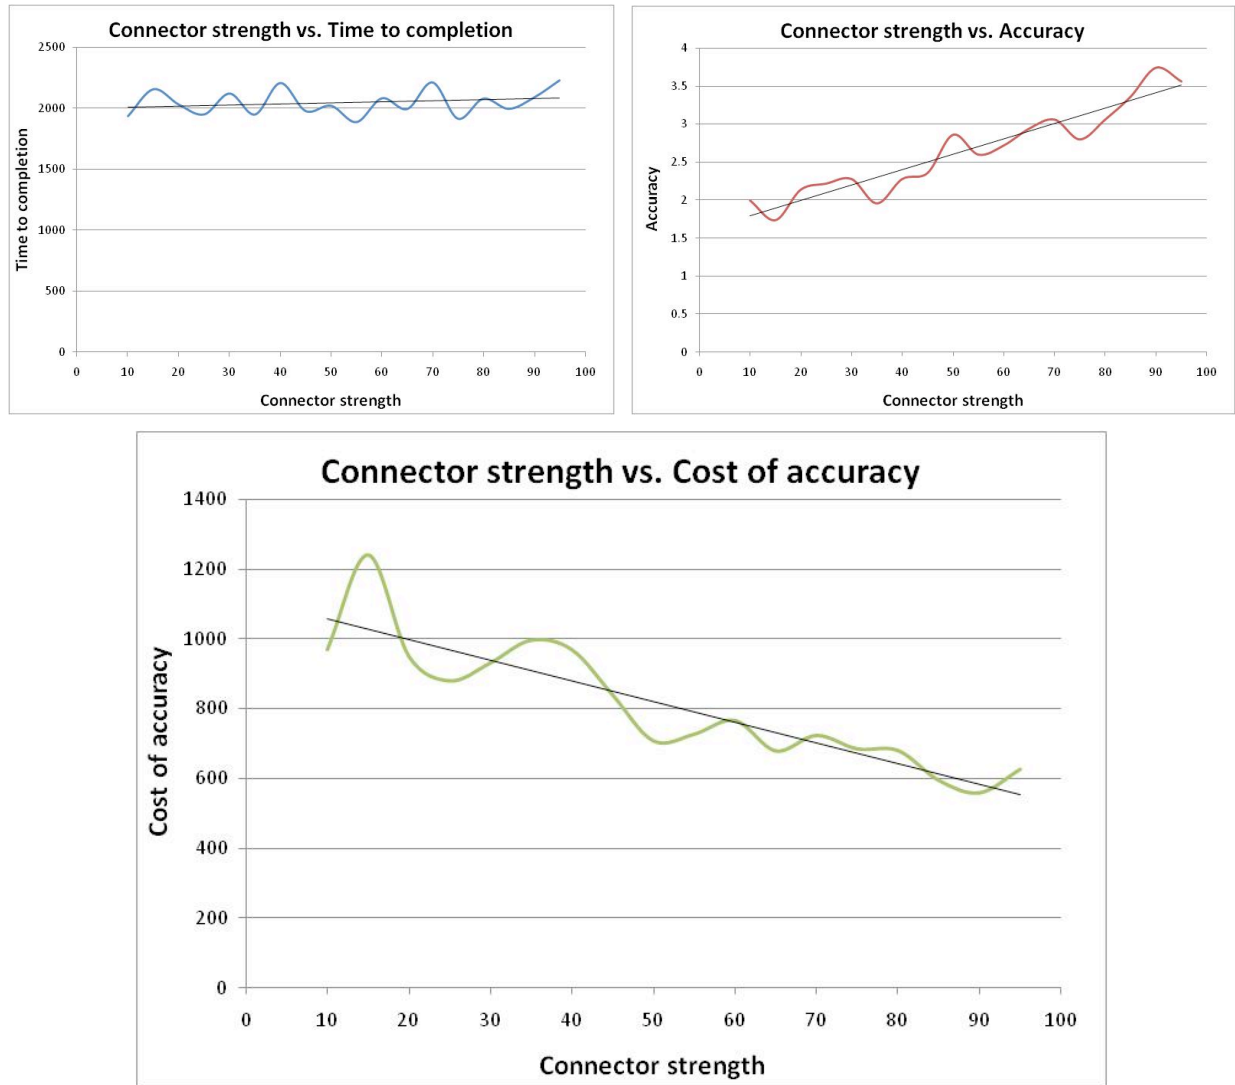 Connector strength vs. Time to completion
2500
2000
1500
1000
500
0
Time to completion
0 10 20 30 40 50 60 70 80 90 100
Connector strength
Connector strength vs. Accuracy
4
3.5
3
2.5
2
1.5
1
0.5
0
Accuracy
0 10 20 30 40 50 60 70 80 90 100
Connector strength
Connector strength vs. Cost of accuracy
1400
1200
1000
800
600
400
200
0
Cost of accuracy
0 10 20 30 40 50 60 70 80 90 100
Connector strength